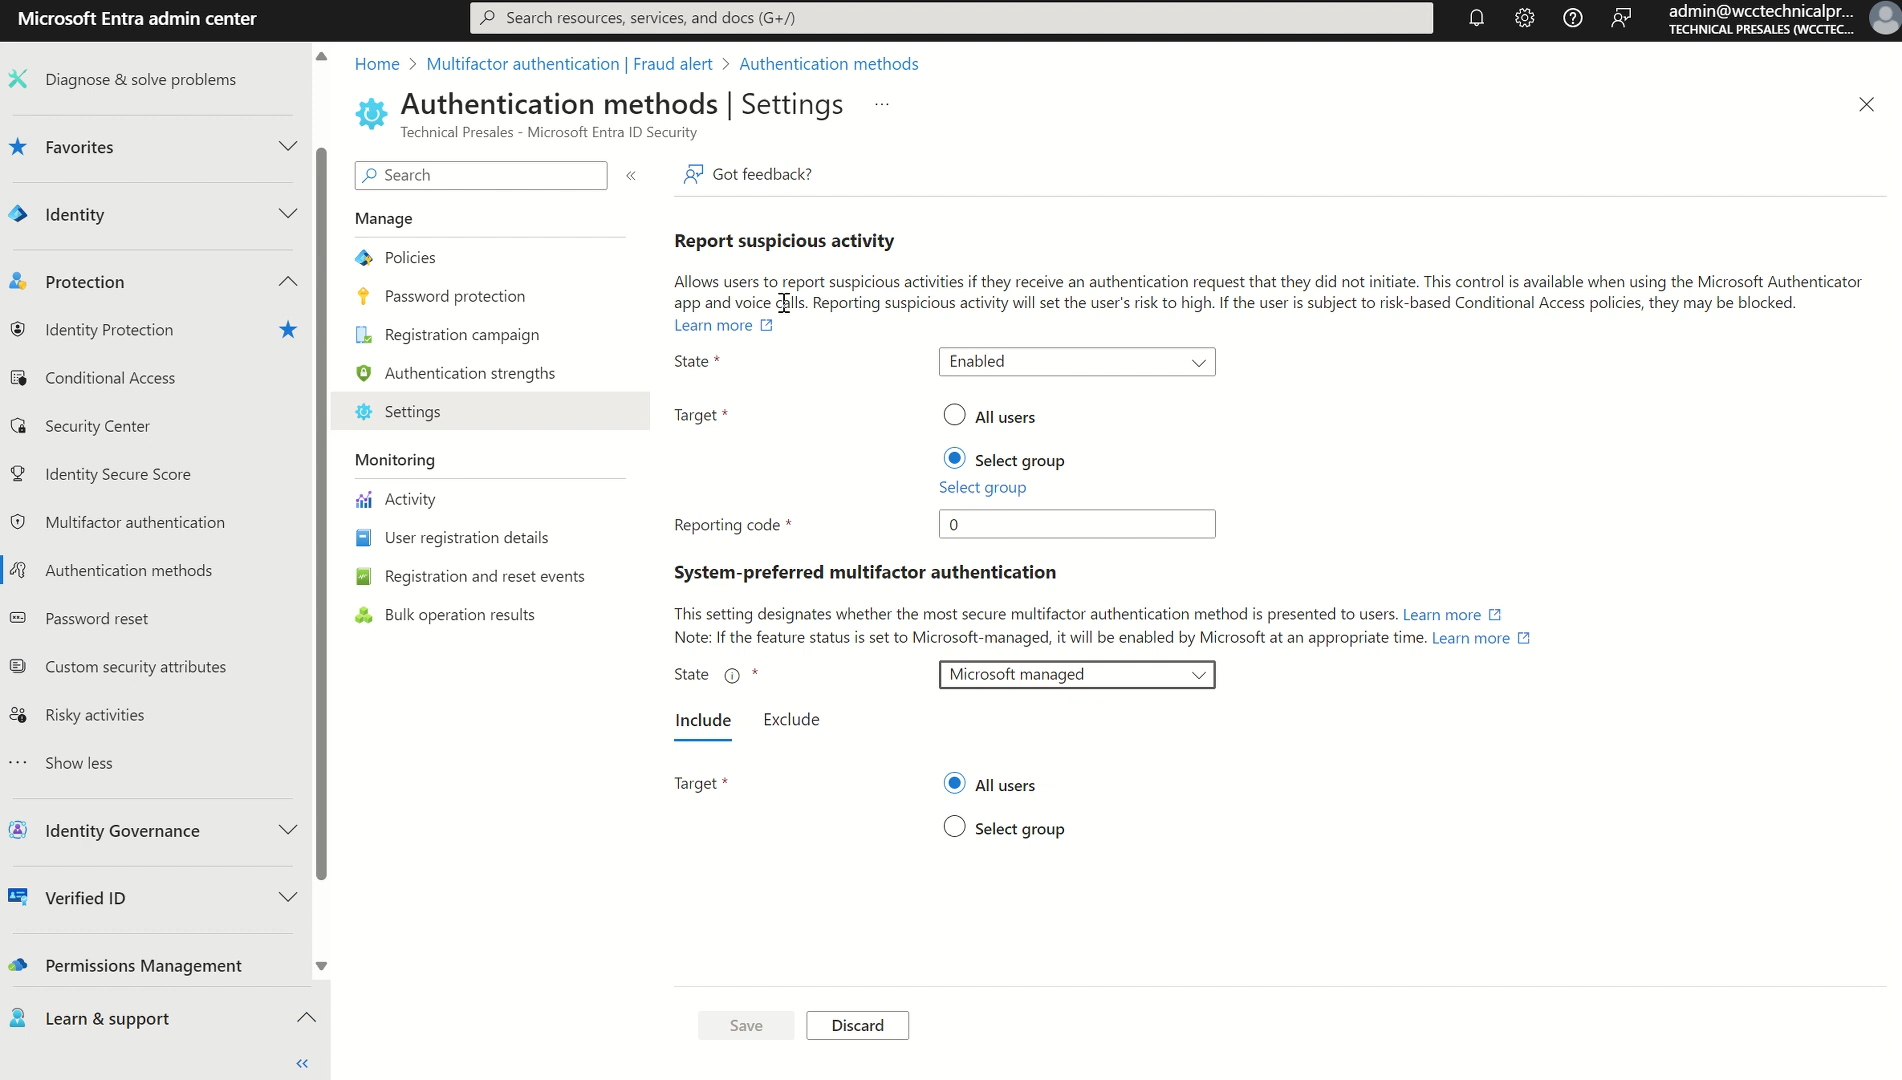 Microsoft Entra admin center
Search resources, services, and docs (G+/)
admin@wcctechnicalpr...
TECHNICAL PRESALES (WCCTEC...
Diagnose & solve problems
Favorites
Identity
Protection
Identity Protection
Conditional Access
Security Center
Identity Secure Score
Multifactor authentication
Authentication methods
Password reset
Custom security attributes
Risky activities
Show less
Identity Governance
Verified ID
Permissions Management
Learn & support
Home > Multifactor authentication | Fraud alert > Authentication methods
Authentication methods | Settings ...
Technical Presales - Microsoft Entra ID Security
Search
Manage
Policies
Password protection
Registration campaign
Authentication strengths
Settings
Monitoring
Activity
User registration details
Registration and reset events
Bulk operation results
Got feedback?
Report suspicious activity
Allows users to report suspicious activities if they receive an authentication request that they did not initiate. This control is available when using the Microsoft Authenticator
app and voice calls. Reporting suspicious activity will set the user's risk to high. If the user is subject to risk-based Conditional Access policies, they may be blocked.
Learn more
State * Enabled
Target * All users
Select group
Select group
Reporting code * 0
System-preferred multifactor authentication
This setting designates whether the most secure multifactor authentication method is presented to users. Learn more
Note: If the feature status is set to Microsoft-managed, it will be enabled by Microsoft at an appropriate time. Learn more
State * Microsoft managed
Include Exclude
Target * All users
Select group
Save Discard